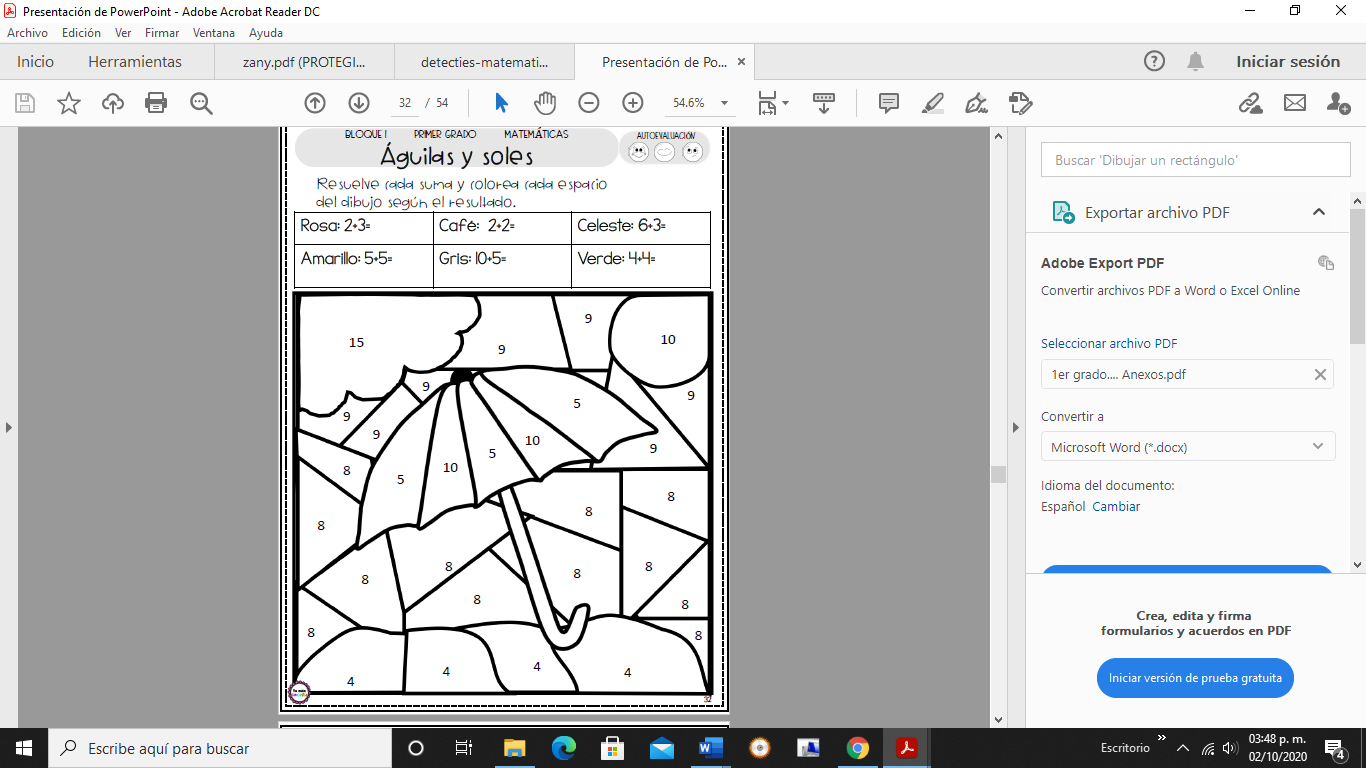 Presentación de PowerPoint - Adobe Acrobat Reader DC
Archivo Edición Ver Firmar Ventana Ayuda
Inicio Herramientas zany.pdf (PROTEGI... detecties-matemati... Presentación de Po... ×
Iniciar sesión
32 / 54 54.6%
BLOQUE I PRIMER GRADO MATEMÁTICAS AUTOEVALUACIÓN
Águilas y soles
Resuelve cada suma y colorea cada espacio
del dibujo según el resultado.
Rosa: 2+3= Café: 2+2= Celeste: 6+3=
Amarillo: 5+5= Gris: 10+5= Verde: 4+4=
9
15 9 10
9 5 9
9
9 10 9
5
8 5 10
8 8
8
8 8 8 8
8 8
8 8
4 4 4 4
32
Buscar 'Dibujar un rectángulo'
Exportar archivo PDF
Adobe Export PDF
Convertir archivos PDF a Word o Excel Online
Seleccionar archivo PDF
1er grado.... Anexos.pdf
Convertir a
Microsoft Word (*.docx)
Idioma del documento:
Español Cambiar
Crea, edita y firma
formularios y acuerdos en PDF
Iniciar versión de prueba gratuita
Escribe aquí para buscar
Escritorio
03:48 p. m.
02/10/2020
4